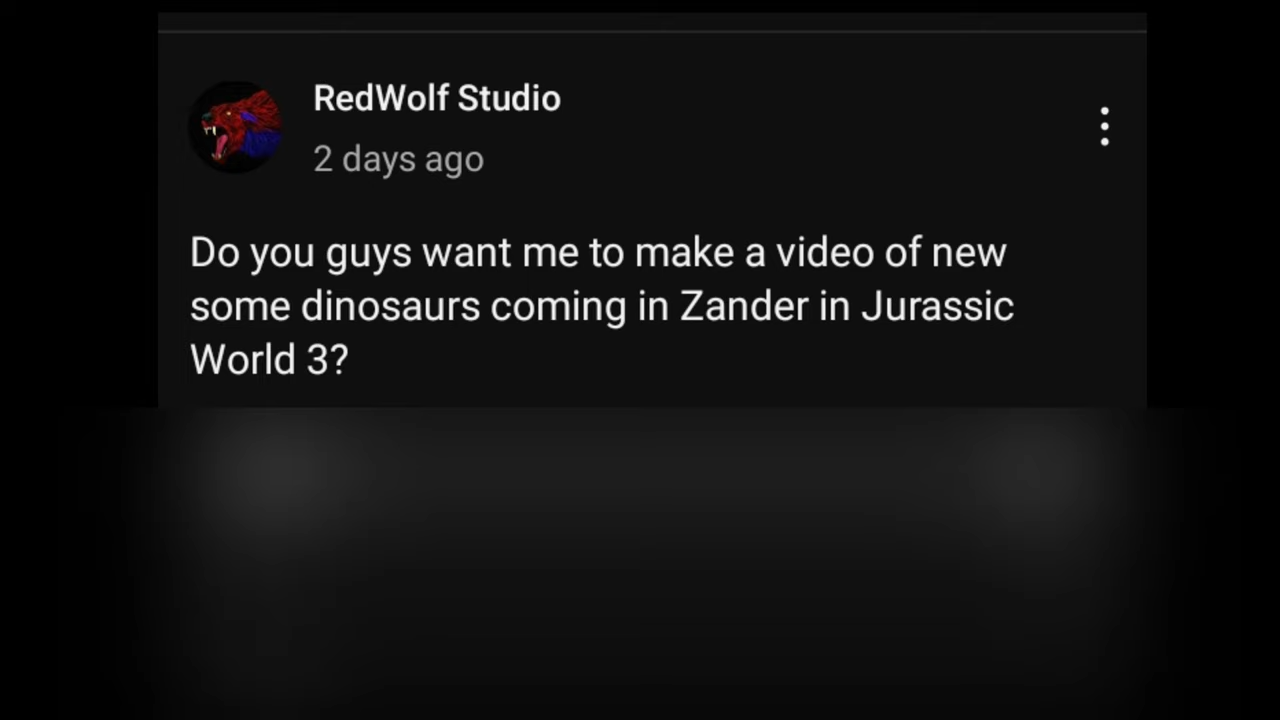 RedWolf Studio
2 days ago
Do you guys want me to make a video of new
some dinosaurs coming in Zander in Jurassic
World 3?